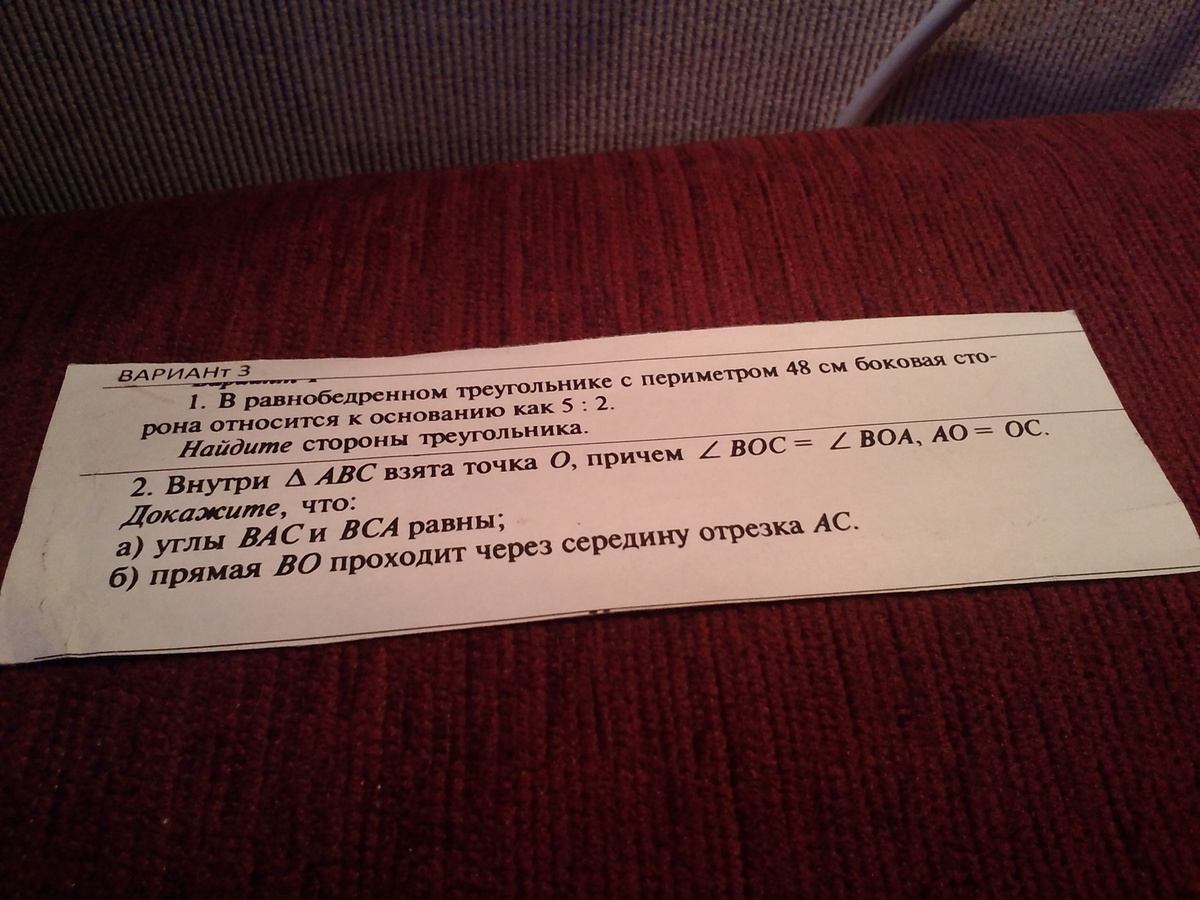 ВАРИАНт 3
1. В равнобедренном треугольнике с периметром 48 см боковая сто-
рона относится к основанию как 5 : 2.
Найдите стороны треугольника.
2. Внутри Δ ABC взята точка O, причем ∠ BOC = ∠ BOA, AO = OC.
Докажите, что:
а) углы BAC и BCA равны;
б) прямая BO проходит через середину отрезка AC.